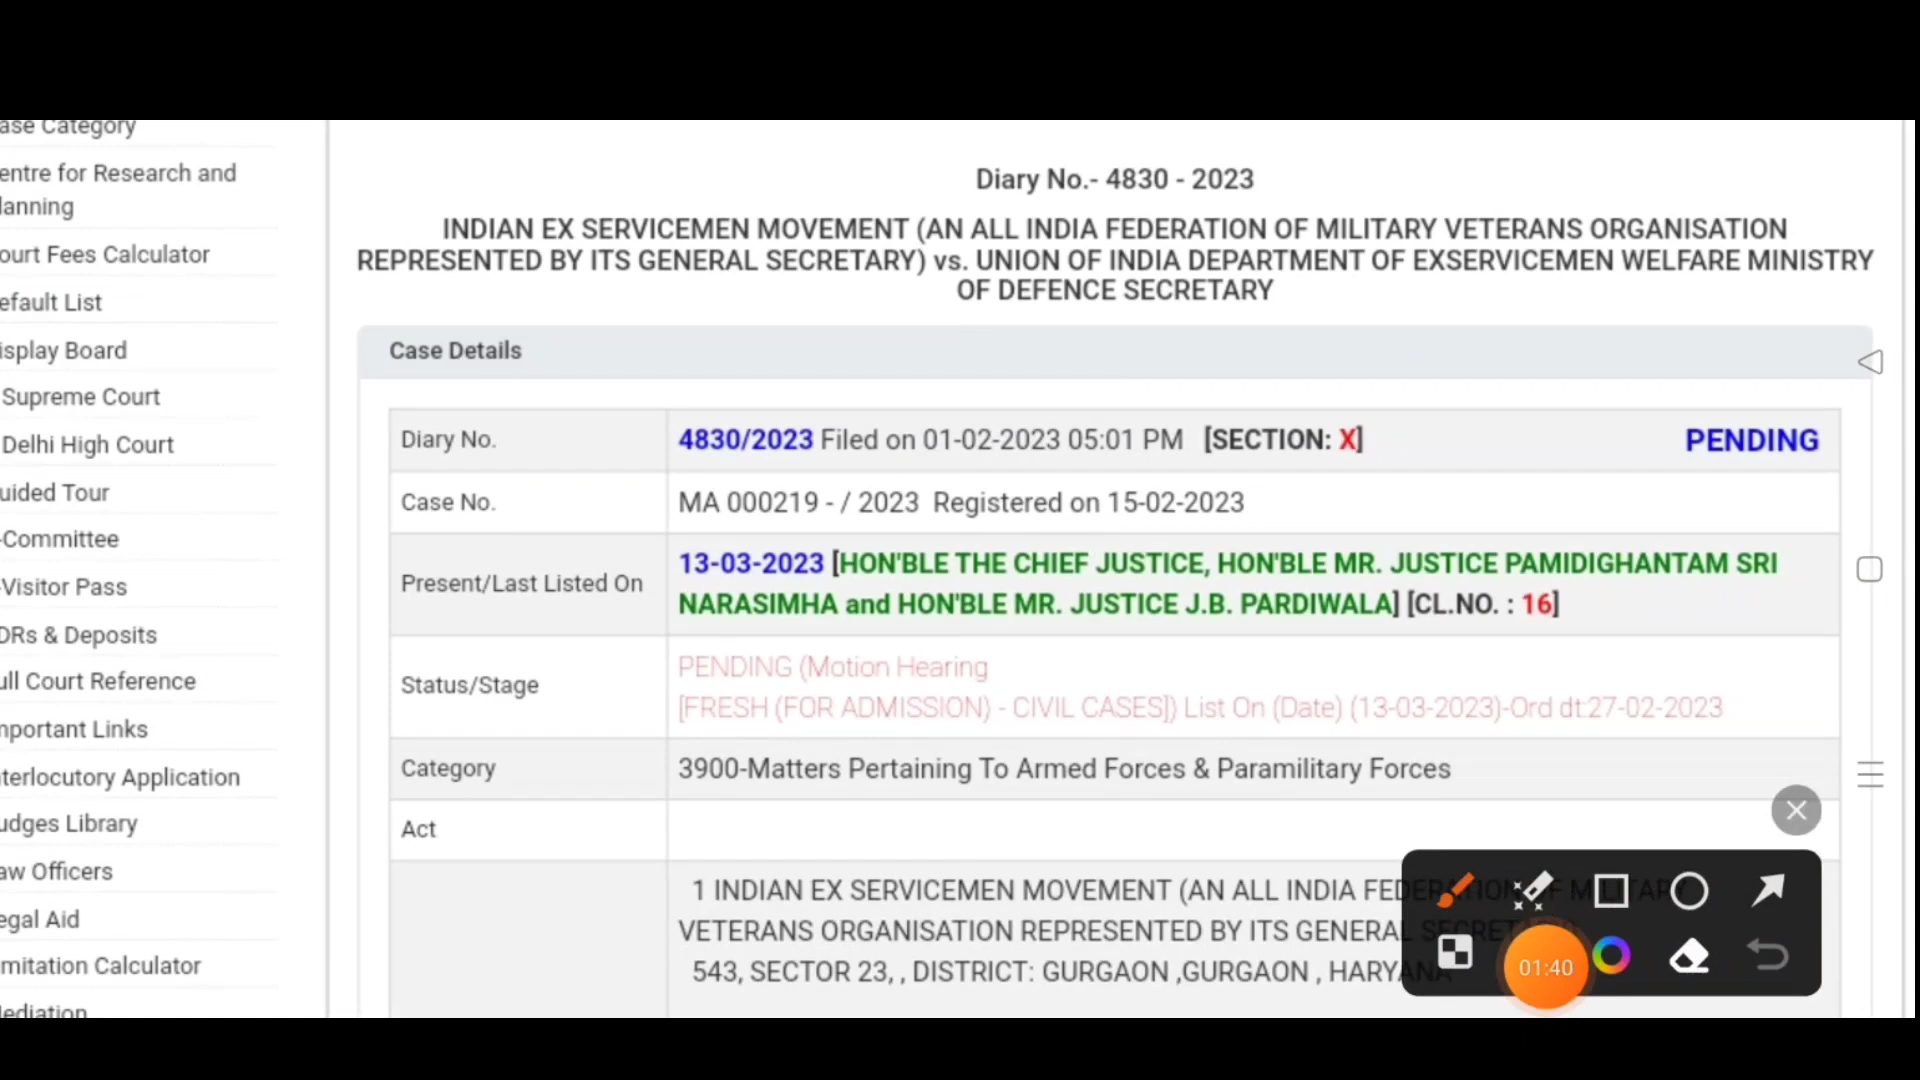 ase Category
entre for Research and
lanning
ourt Fees Calculator
efault List
isplay Board
Supreme Court
Delhi High Court
uided Tour
-Committee
-Visitor Pass
DRs & Deposits
ull Court Reference
mportant Links
nterlocutory Application
udges Library
aw Officers
egal Aid
imitation Calculator
Mediation
Diary No.- 4830 - 2023
INDIAN EX SERVICEMEN MOVEMENT (AN ALL INDIA FEDERATION OF MILITARY VETERANS ORGANISATION
REPRESENTED BY ITS GENERAL SECRETARY) vs. UNION OF INDIA DEPARTMENT OF EXSERVICEMEN WELFARE MINISTRY
OF DEFENCE SECRETARY
Case Details
Diary No. 4830/2023 Filed on 01-02-2023 05:01 PM [SECTION: X] PENDING
Case No. MA 000219 - / 2023 Registered on 15-02-2023
Present/Last Listed On 13-03-2023 [HON'BLE THE CHIEF JUSTICE, HON'BLE MR. JUSTICE PAMIDIGHANTAM SRI
NARASIMHA and HON'BLE MR. JUSTICE J.B. PARDIWALA] [CL.NO. : 16]
Status/Stage PENDING (Motion Hearing
[FRESH (FOR ADMISSION) - CIVIL CASES]) List On (Date) (13-03-2023)-Ord dt:27-02-2023
Category 3900-Matters Pertaining To Armed Forces & Paramilitary Forces
Act
1 INDIAN EX SERVICEMEN MOVEMENT (AN ALL INDIA FEDERATION OF MILITARY
VETERANS ORGANISATION REPRESENTED BY ITS GENERAL
543, SECTOR 23, , DISTRICT: GURGAON ,GURGAON , HARYANA
01:40